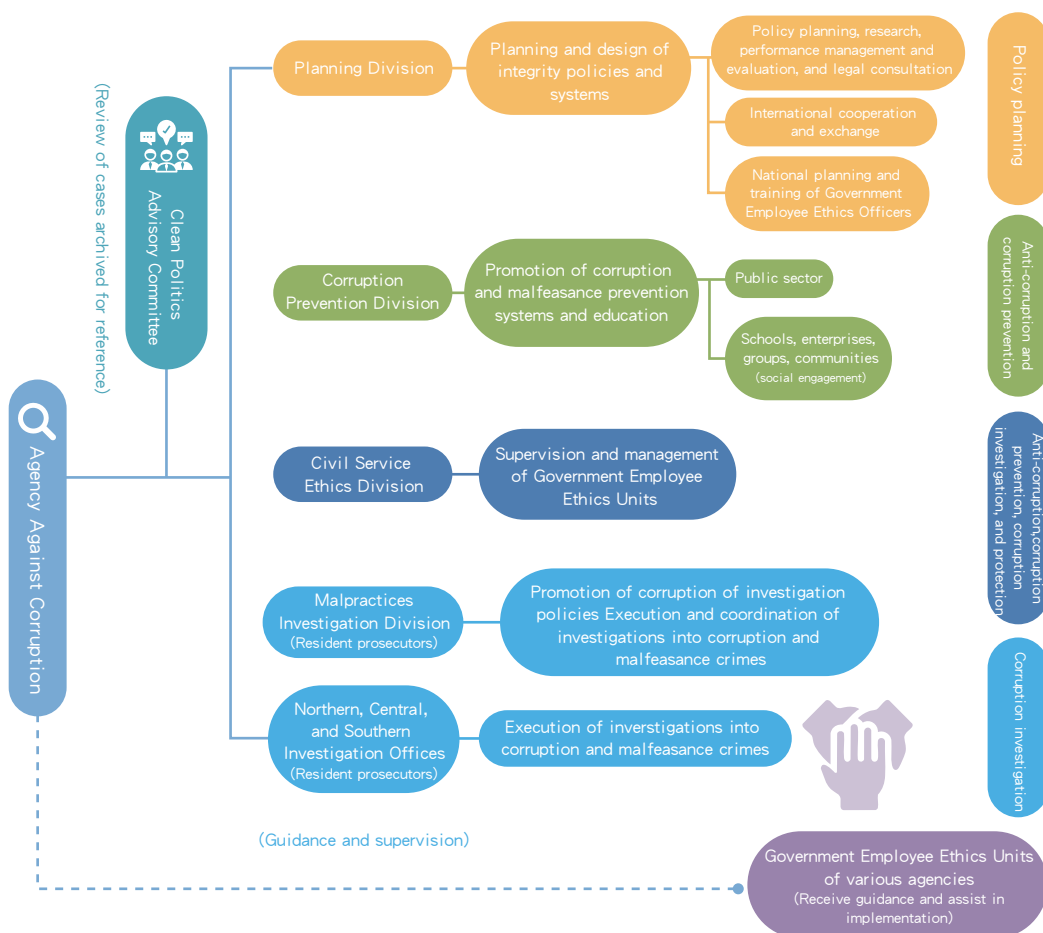 Agency Against Corruption
Clean Politics
Advisory Committee
(Review of cases archived for reference)
Planning Division
Planning and design of
integrity policies and
systems
Policy planning, research,
performance management and
evaluation, and legal consultation
International cooperation
and exchange
National planning and
training of Government
Employee Ethics Officers
Policy planning
Corruption
Prevention Division
Promotion of corruption
and malfeasance prevention
systems and education
Public sector
Schools, enterprises,
groups, communities
(social engagement)
Anti-corruption and
corruption prevention
Civil Service
Ethics Division
Supervision and management
of Government Employee
Ethics Units
Anti-corruption,corruption
prevention, corruption
investigation, and protection
Malpractices
Investigation Division
(Resident prosecutors)
Promotion of corruption of investigation
policies Execution and coordination of
investigations into corruption and
malfeasance crimes
Northern, Central,
and Southern
Investigation Offices
(Resident prosecutors)
Execution of inverstigations into
corruption and malfeasance crimes
Corruption investigation
(Guidance and supervision)
Government Employee Ethics Units
of various agencies
(Receive guidance and assist in
implementation)